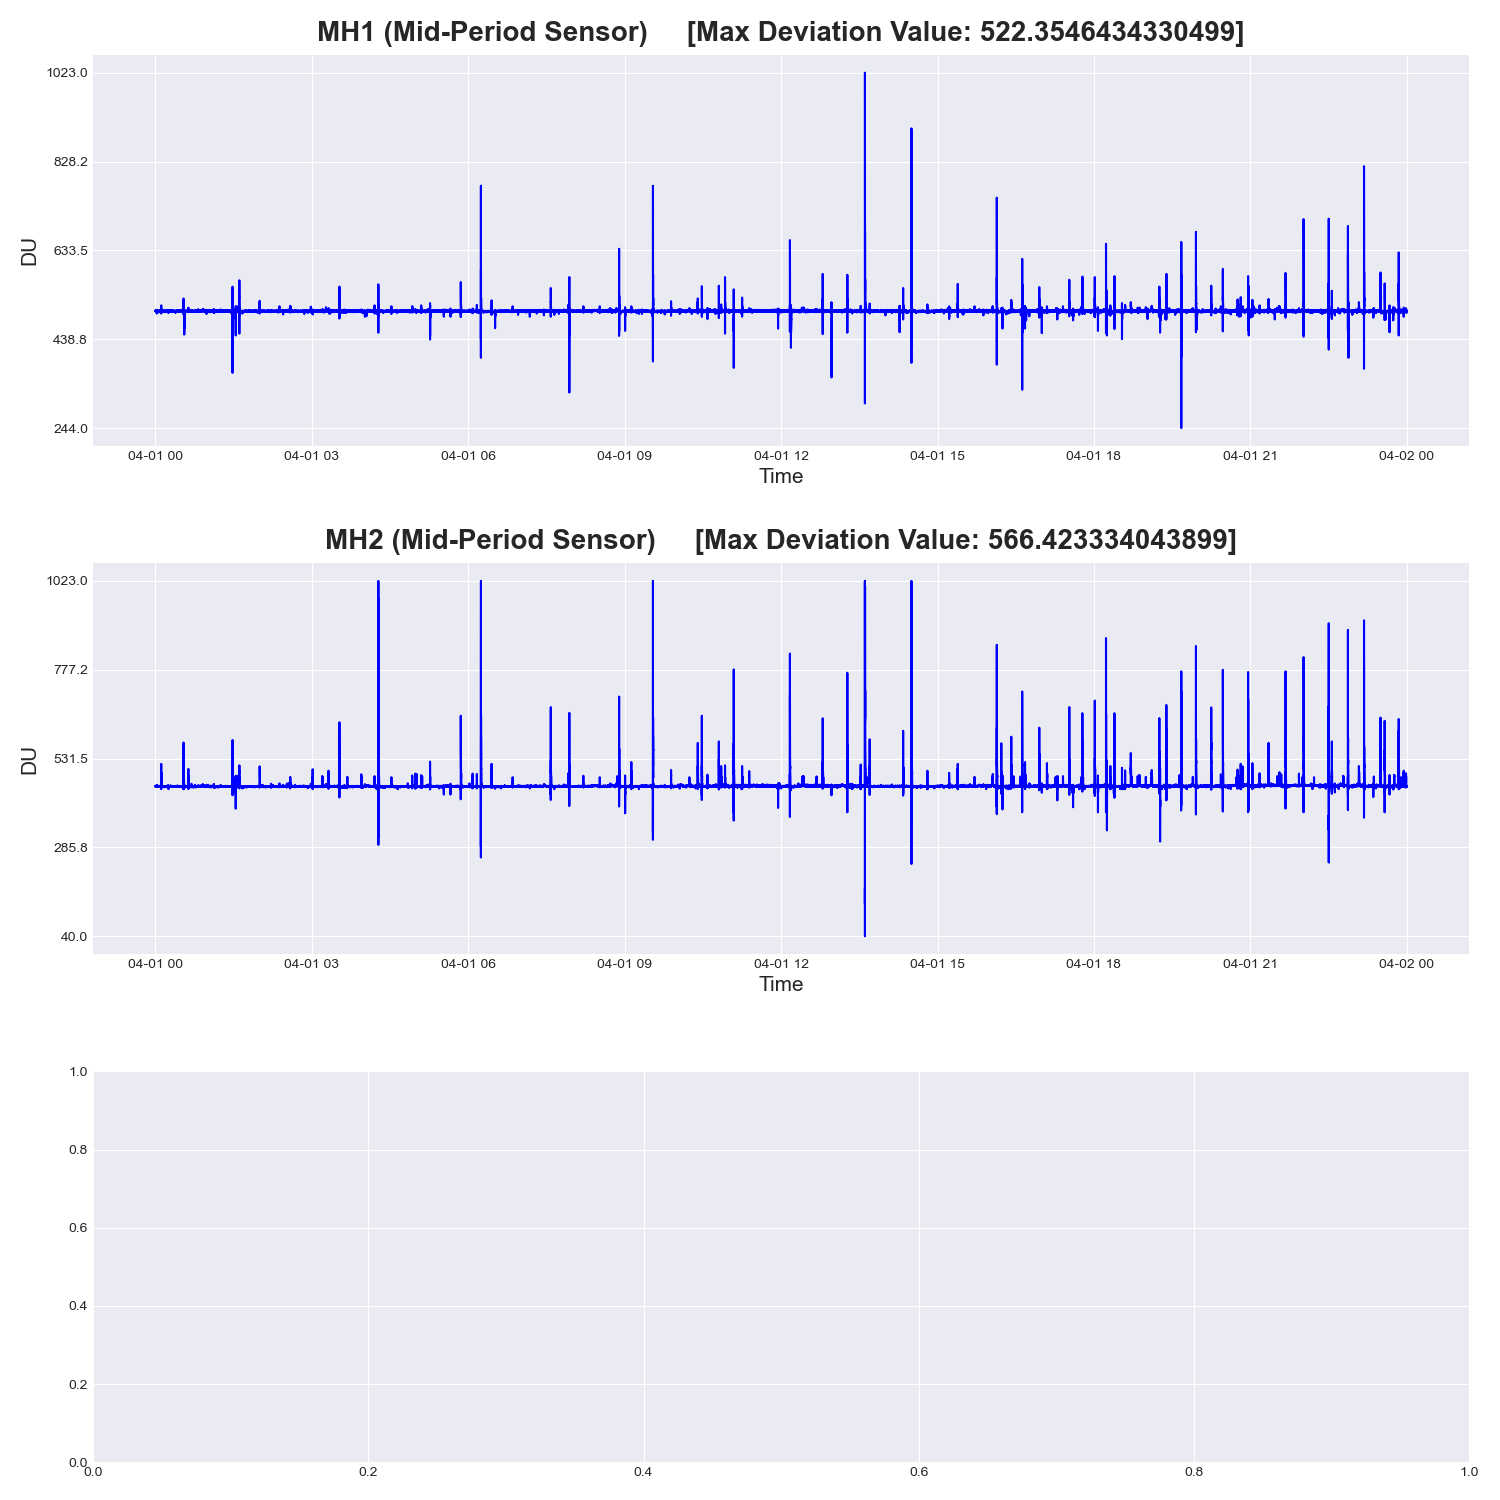 MH1 (Mid-Period Sensor) [Max Deviation Value: 522.3546434330499]
1023.0
828.2
633.5
438.8
244.0
DU
04-01 00 04-01 03 04-01 06 04-01 09 04-01 12 04-01 15 04-01 18 04-01 21 04-02 00
Time
MH2 (Mid-Period Sensor) [Max Deviation Value: 566.423334043899]
1023.0
777.2
531.5
285.8
40.0
DU
04-01 00 04-01 03 04-01 06 04-01 09 04-01 12 04-01 15 04-01 18 04-01 21 04-02 00
Time
1.0
0.8
0.6
0.4
0.2
0.0
0.0 0.2 0.4 0.6 0.8 1.0